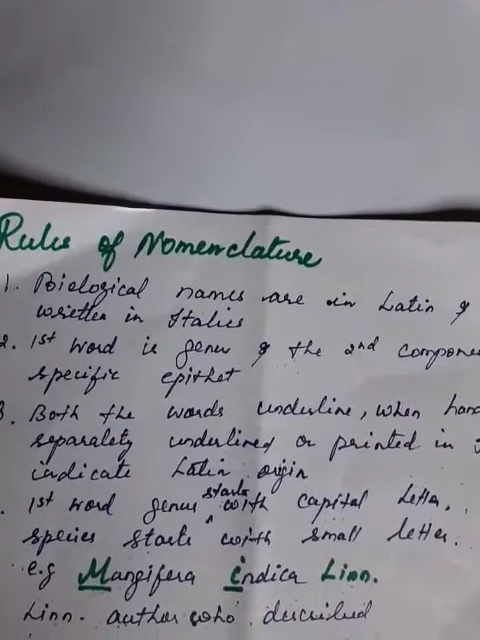 Rules of Nomenclature
1. Biological names are in Latin &
written in Italics
2. 1st word is genus & the 2nd compone
specific epithet
3. Both the words underline, when hand
separately underlined or printed in
indicate Latin origin
. 1st word genus starts with capital letter,
species starts with small letter.
e.g Mangifera indica Linn.
Linn. author who described